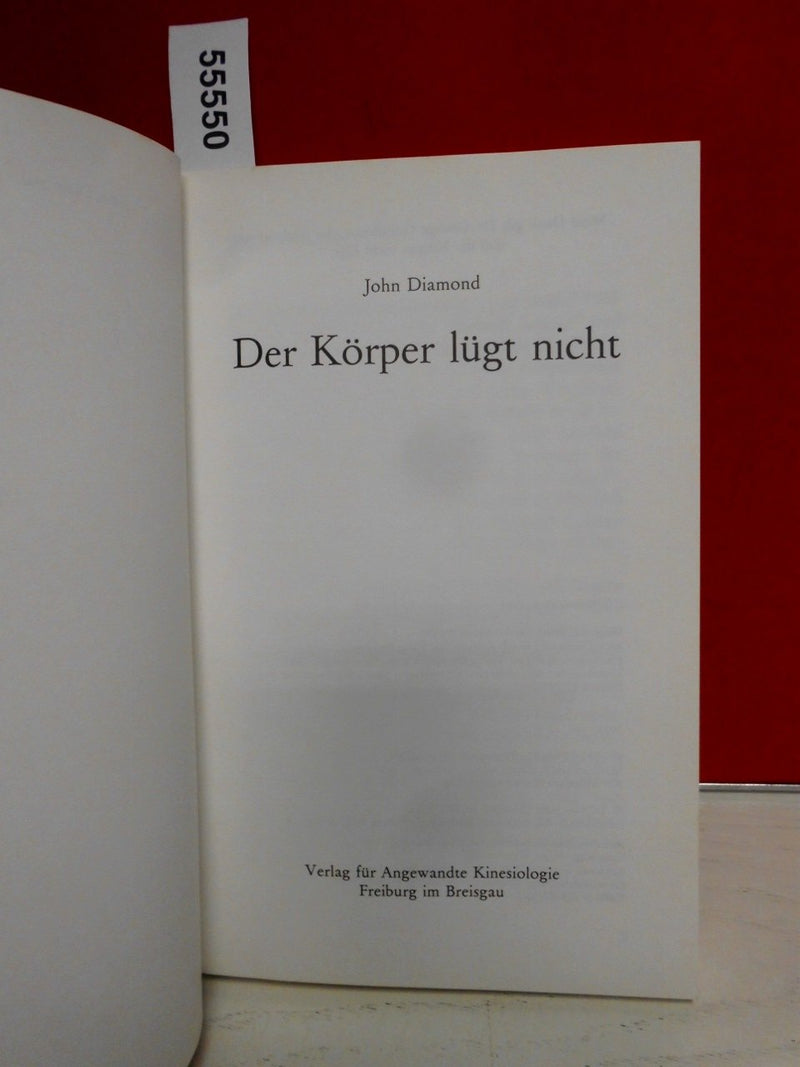 55550
John Diamond
Der Körper lügt nicht
Verlag für Angewandte Kinesiologie
Freiburg im Breisgau